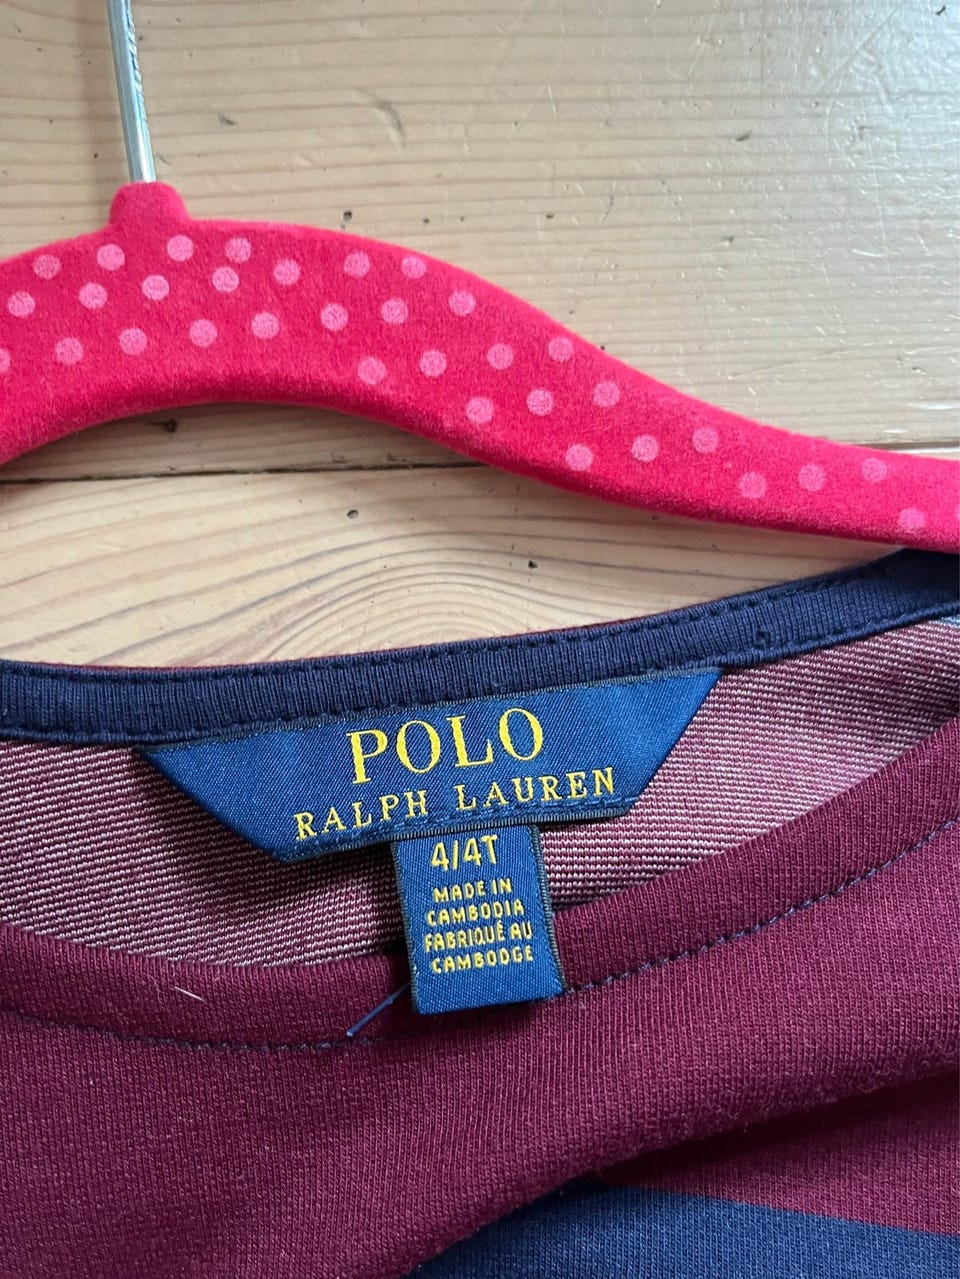 POLO
RALPH LAUREN
4/4T
MADE IN
CAMBODIA
FABRIQUÉ AU
CAMBODGE